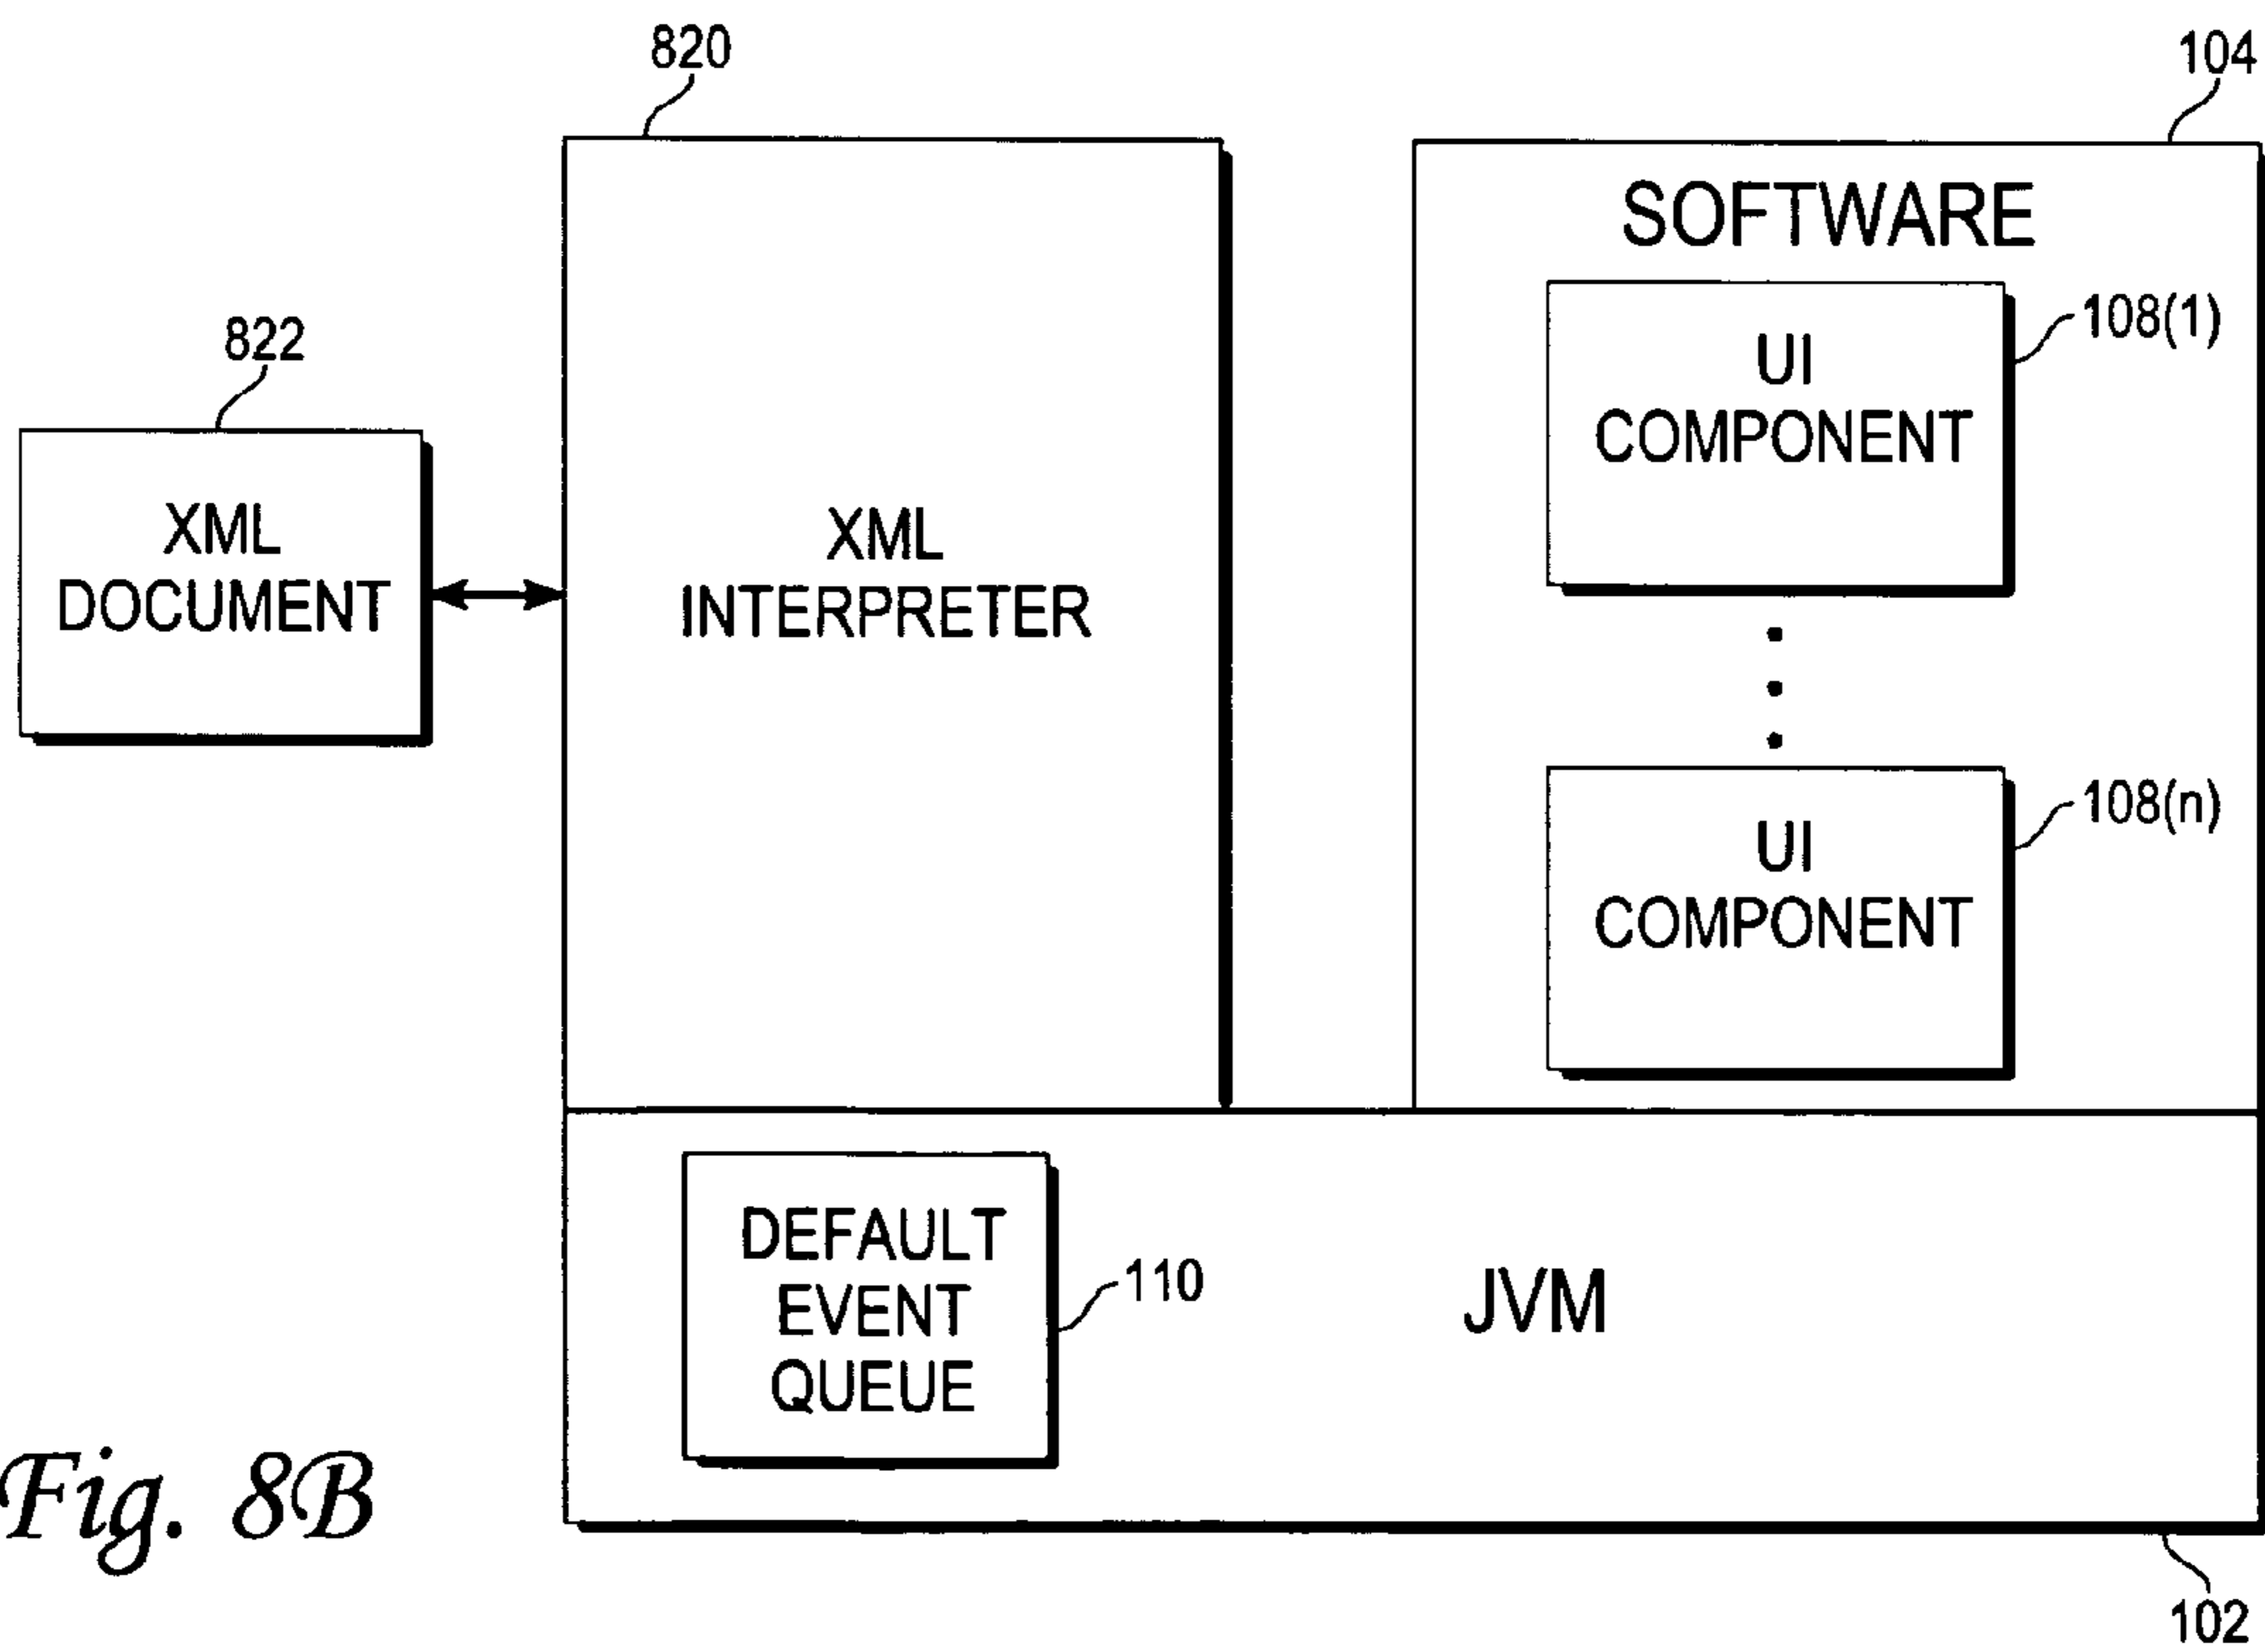 820
104
SOFTWARE
108(1)
UI
COMPONENT
822
XML
DOCUMENT
XML
INTERPRETER
108(n)
UI
COMPONENT
DEFAULT
EVENT
QUEUE
110
JVM
Fig. 8B
102